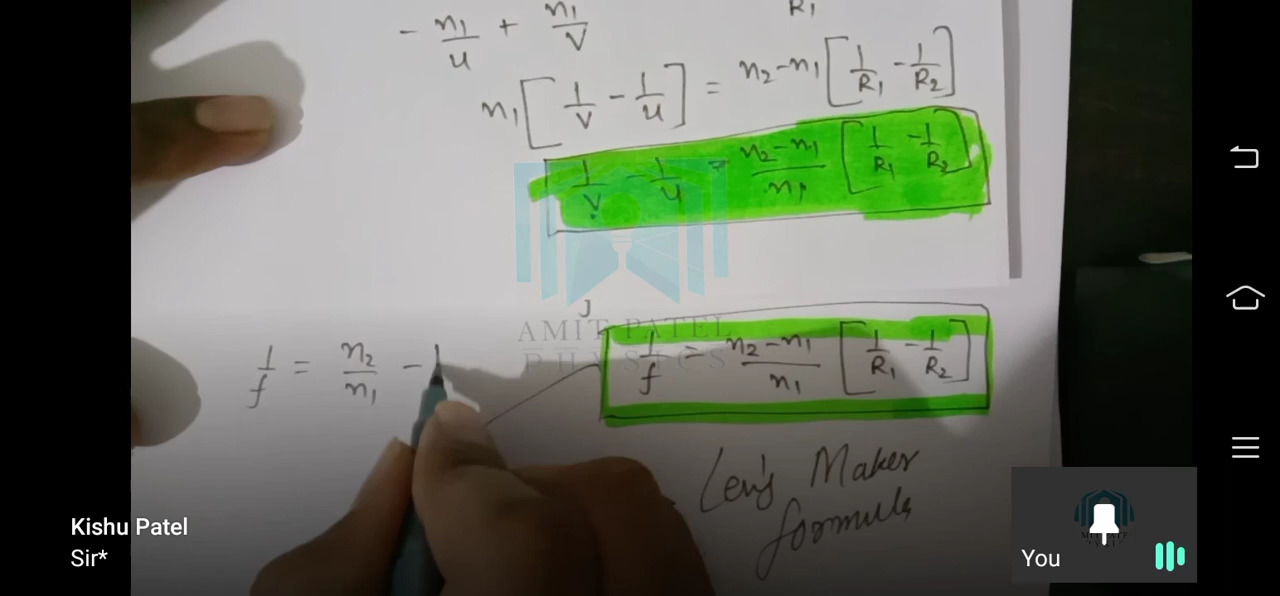 - n1/u + n1/v
R1
n1 [ 1/v - 1/u ] = n2-n1 [ 1/R1 - 1/R2 ]
1/v - 1/u = n2-n1/n1 [ 1/R1 - 1/R2 ]
AMIT PATEL
PHYSICS
1/f = n2/n1 - 1
1/f = n2-n1/n1 [ 1/R1 - 1/R2 ]
Len's Maker
formula
Kishu Patel
Sir*
You